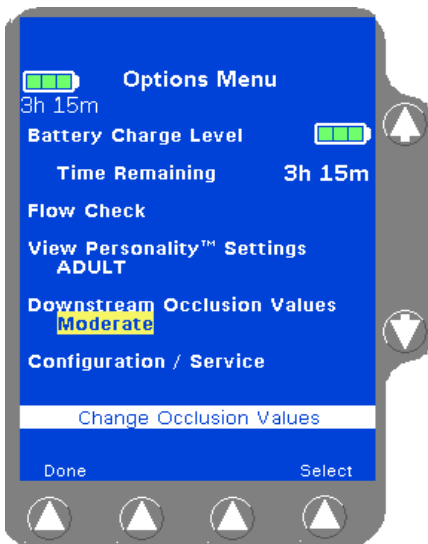 Options Menu
3h 15m
Battery Charge Level
Time Remaining 3h 15m
Flow Check
View Personality™ Settings
ADULT
Downstream Occlusion Values
Moderate
Configuration / Service
Change Occlusion Values
Done Select